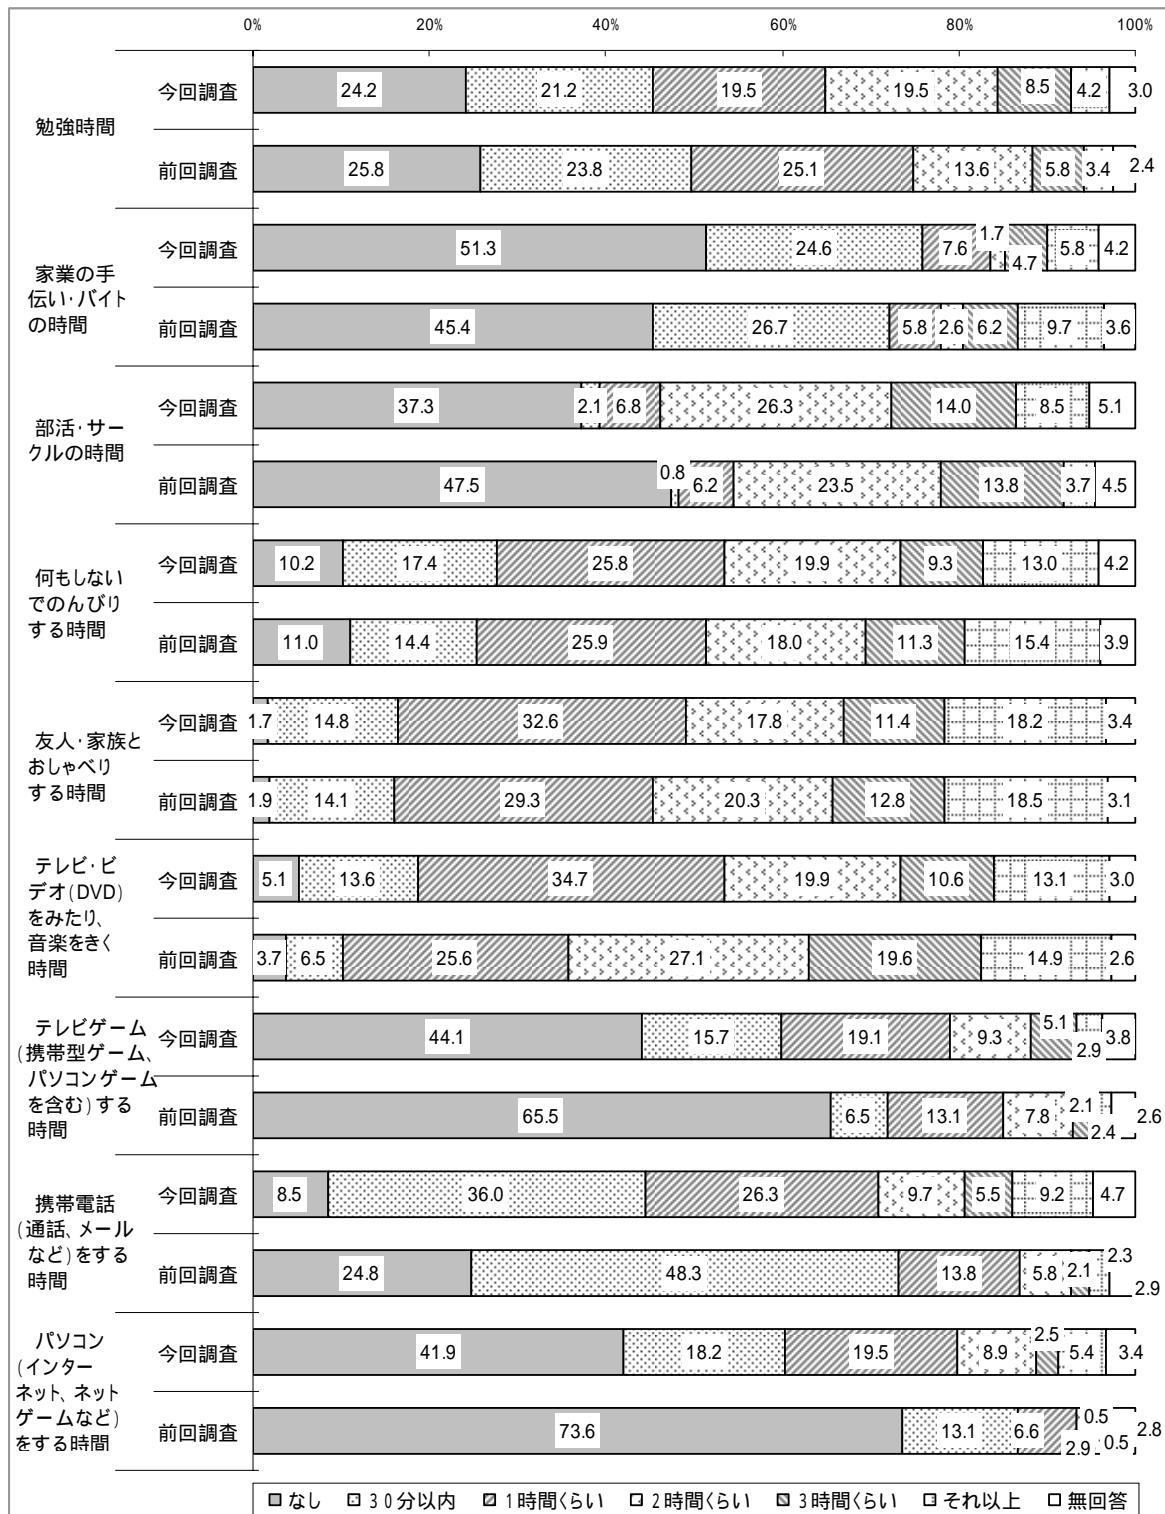 0%
20%
40%
60%
80%
100%
勉強時間
今回調査
24.2
21.2
19.5
19.5
8.5
4.2
3.0
前回調査
25.8
23.8
25.1
13.6
5.8
3.4
2.4
家業の手
伝い・バイト
の時間
今回調査
51.3
24.6
7.6
1.7
4.7
5.8
4.2
前回調査
45.4
26.7
5.8
2.6
6.2
9.7
3.6
部活・サー
クルの時間
今回調査
37.3
2.1
6.8
26.3
14.0
8.5
5.1
前回調査
47.5
0.8
6.2
23.5
13.8
3.7
4.5
何もしない
でのんびり
する時間
今回調査
10.2
17.4
25.8
19.9
9.3
13.0
4.2
前回調査
11.0
14.4
25.9
18.0
11.3
15.4
3.9
友人・家族と
おしゃべり
する時間
今回調査
1.7
14.8
32.6
17.8
11.4
18.2
3.4
前回調査
1.9
14.1
29.3
20.3
12.8
18.5
3.1
テレビ・ビ
デオ(DVD)
をみたり、
音楽をきく
時間
今回調査
5.1
13.6
34.7
19.9
10.6
13.1
3.0
前回調査
3.7
6.5
25.6
27.1
19.6
14.9
2.6
テレビゲーム
(携帯型ゲーム、
パソコンゲーム
を含む)する
時間
今回調査
44.1
15.7
19.1
9.3
5.1
2.9
3.8
前回調査
65.5
6.5
13.1
7.8
2.1
2.4
2.6
携帯電話
(通話、メール
など)をする
時間
今回調査
8.5
36.0
26.3
9.7
5.5
9.2
4.7
前回調査
24.8
48.3
13.8
5.8
2.1
2.3
2.9
パソコン
(インター
ネット、ネット
ゲームなど)
をする時間
今回調査
41.9
18.2
19.5
8.9
2.5
5.4
3.4
前回調査
73.6
13.1
6.6
2.9
0.5
0.5
2.8
なし 30分以内 1時間くらい 2時間くらい 3時間くらい それ以上 無回答